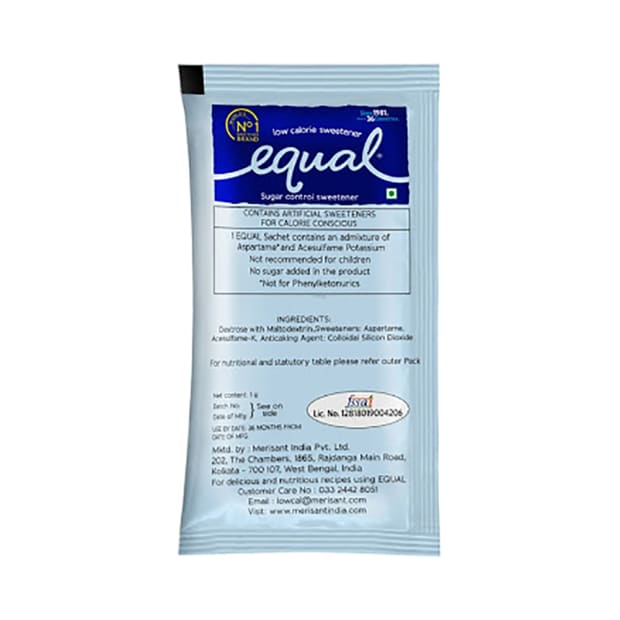 Nº1
BRAND
Since 1981,
low calorie sweetener
equal®
Sugar control sweetener
CONTAINS ARTIFICIAL SWEETENERS
FOR CALORIE CONSCIOUS
1 EQUAL Sachet contains an admixture of
Aspartame* and Acesulfame Potassium
Not recommended for children
No sugar added in the product
*Not for Phenylketonurics
INGREDIENTS:
Dextrose with Maltodextrin, Sweeteners: Aspertame,
Acesulfame-K, Anticaking Agent: Colloidal Silicon Dioxide
For nutritional and statutory table please refer outer Pack
Net content: 1 g
Batch No.
Date of Mfg. } See on side
USE BY DATE: 36 MONTHS FROM
DATE OF MFG
fssai
Lic. No. 12818019004206
Mktd. by : Merisant India Pvt. Ltd.
202, The Chambers, 1865, Rajdanga Main Road,
Kolkata - 700 107, West Bengal, India
For delicious and nutritious recipes using EQUAL
Customer Care No : 033 2442 8051
Email : lowcal@merisant.com
Visit: www.merisantindia.com